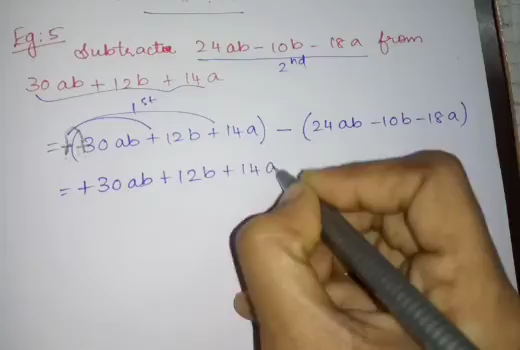 Eg: 5 Subtract 24ab - 10b - 18a from
2nd
30ab + 12b + 14a
1st
= +(+30ab + 12b + 14a) - (24ab - 10b - 18a)
= +30ab + 12b + 14a